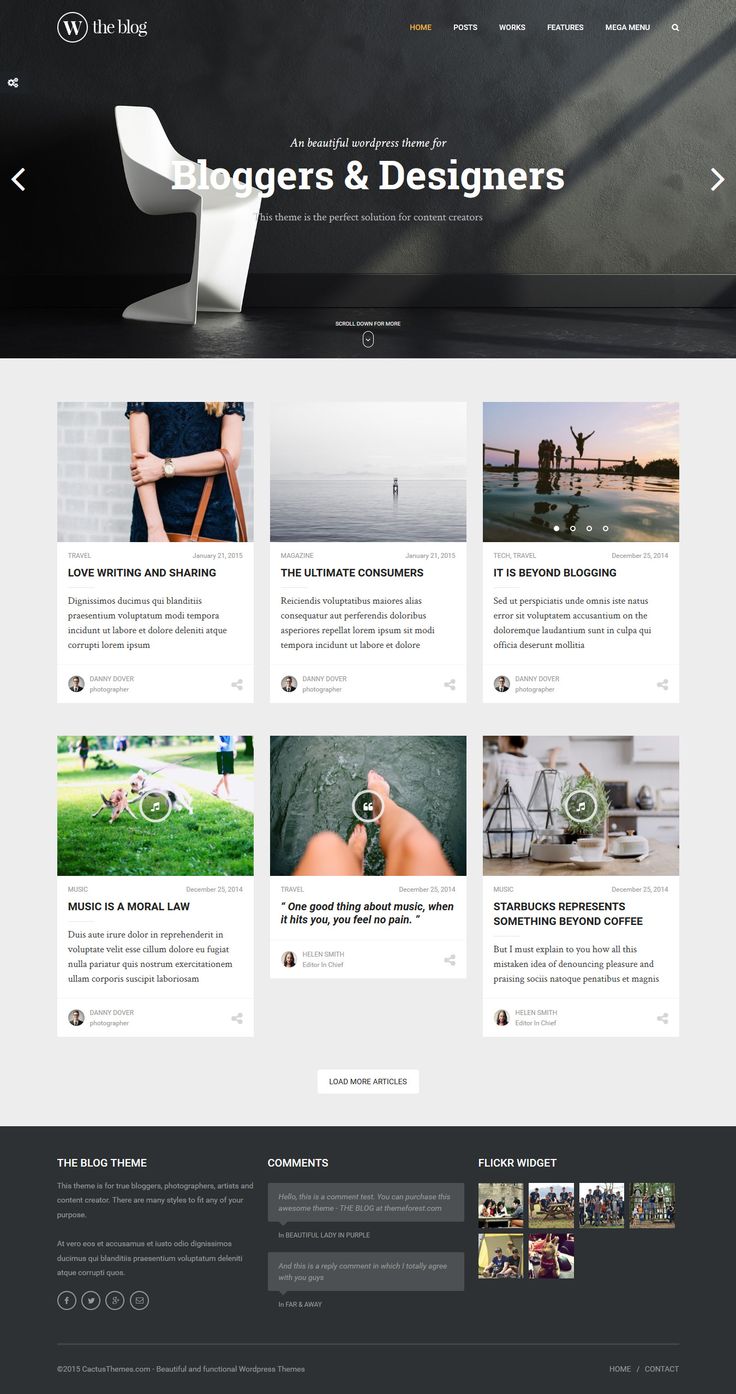 W the blog
HOME POSTS WORKS FEATURES MEGA MENU
An beautiful wordpress theme for
Bloggers & Designers
This theme is the perfect solution for content creators
SCROLL DOWN FOR MORE
TRAVEL January 21, 2015
LOVE WRITING AND SHARING
Dignissimos ducimus qui blanditiis
praesentium voluptatum modi tempora
incidunt ut labore et dolore deleniti atque
corrupti lorem ipsum
DANNY DOVER
photographer
MAGAZINE January 21, 2015
THE ULTIMATE CONSUMERS
Reiciendis voluptatibus maiores alias
consequatur aut perferendis doloribus
asperiores repellat lorem ipsum sit modi
tempora incidunt ut labore et dolore
DANNY DOVER
photographer
TECH, TRAVEL December 25, 2014
IT IS BEYOND BLOGGING
Sed ut perspiciatis unde omnis iste natus
error sit voluptatem accusantium on the
doloremque laudantium sunt in culpa qui
officia deserunt mollitia
DANNY DOVER
photographer
MUSIC December 25, 2014
MUSIC IS A MORAL LAW
Duis aute irure dolor in reprehenderit in
voluptate velit esse cillum dolore eu fugiat
nulla pariatur quis nostrum exercitationem
ullam corporis suscipit laboriosam
DANNY DOVER
photographer
TRAVEL December 25, 2014
“ One good thing about music, when
it hits you, you feel no pain. ”
HELEN SMITH
Editor In Chief
MUSIC December 25, 2014
STARBUCKS REPRESENTS
SOMETHING BEYOND COFFEE
But I must explain to you how all this
mistaken idea of denouncing pleasure and
praising sociis natoque penatibus et magnis
HELEN SMITH
Editor In Chief
LOAD MORE ARTICLES
THE BLOG THEME
This theme is for true bloggers, photographers, artists and
content creator. There are many styles to fit any of your
purpose.
At vero eos et accusamus et iusto odio dignissimos
ducimus qui blanditiis praesentium voluptatum deleniti
atque corrupti quos.
COMMENTS
Hello, this is a comment test. You can purchase this
awesome theme - THE BLOG at themeforest.com
In BEAUTIFUL LADY IN PURPLE
And this is a reply comment in which I totally agree
with you guys
In FAR & AWAY
FLICKR WIDGET
©2015 CactusThemes.com - Beautiful and functional Wordpress Themes
HOME / CONTACT